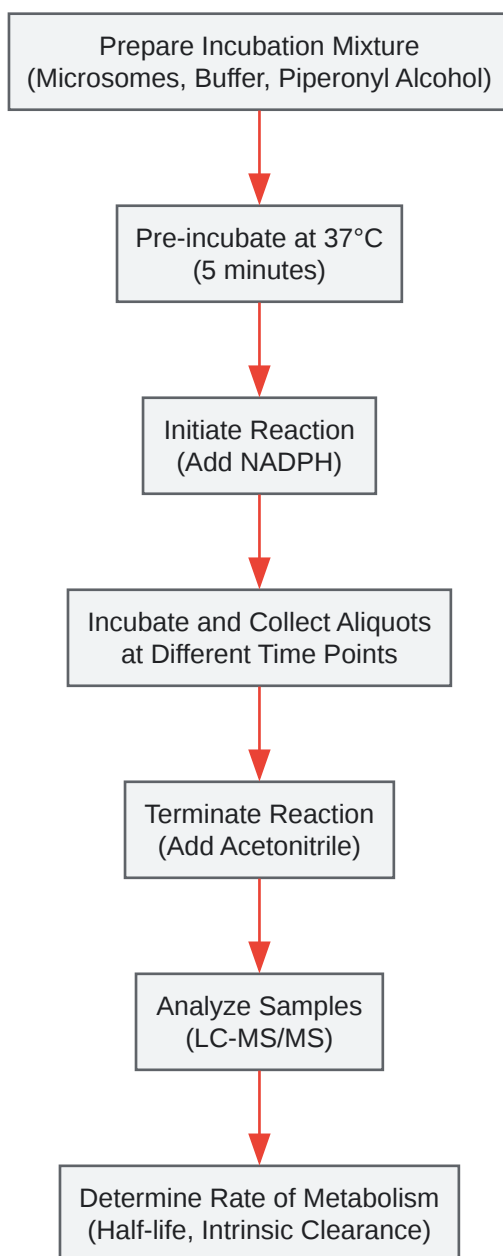 Prepare Incubation Mixture
(Microsomes, Buffer, Piperonyl Alcohol)
Pre-incubate at 37°C
(5 minutes)
Initiate Reaction
(Add NADPH)
Incubate and Collect Aliquots
at Different Time Points
Terminate Reaction
(Add Acetonitrile)
Analyze Samples
(LC-MS/MS)
Determine Rate of Metabolism
(Half-life, Intrinsic Clearance)